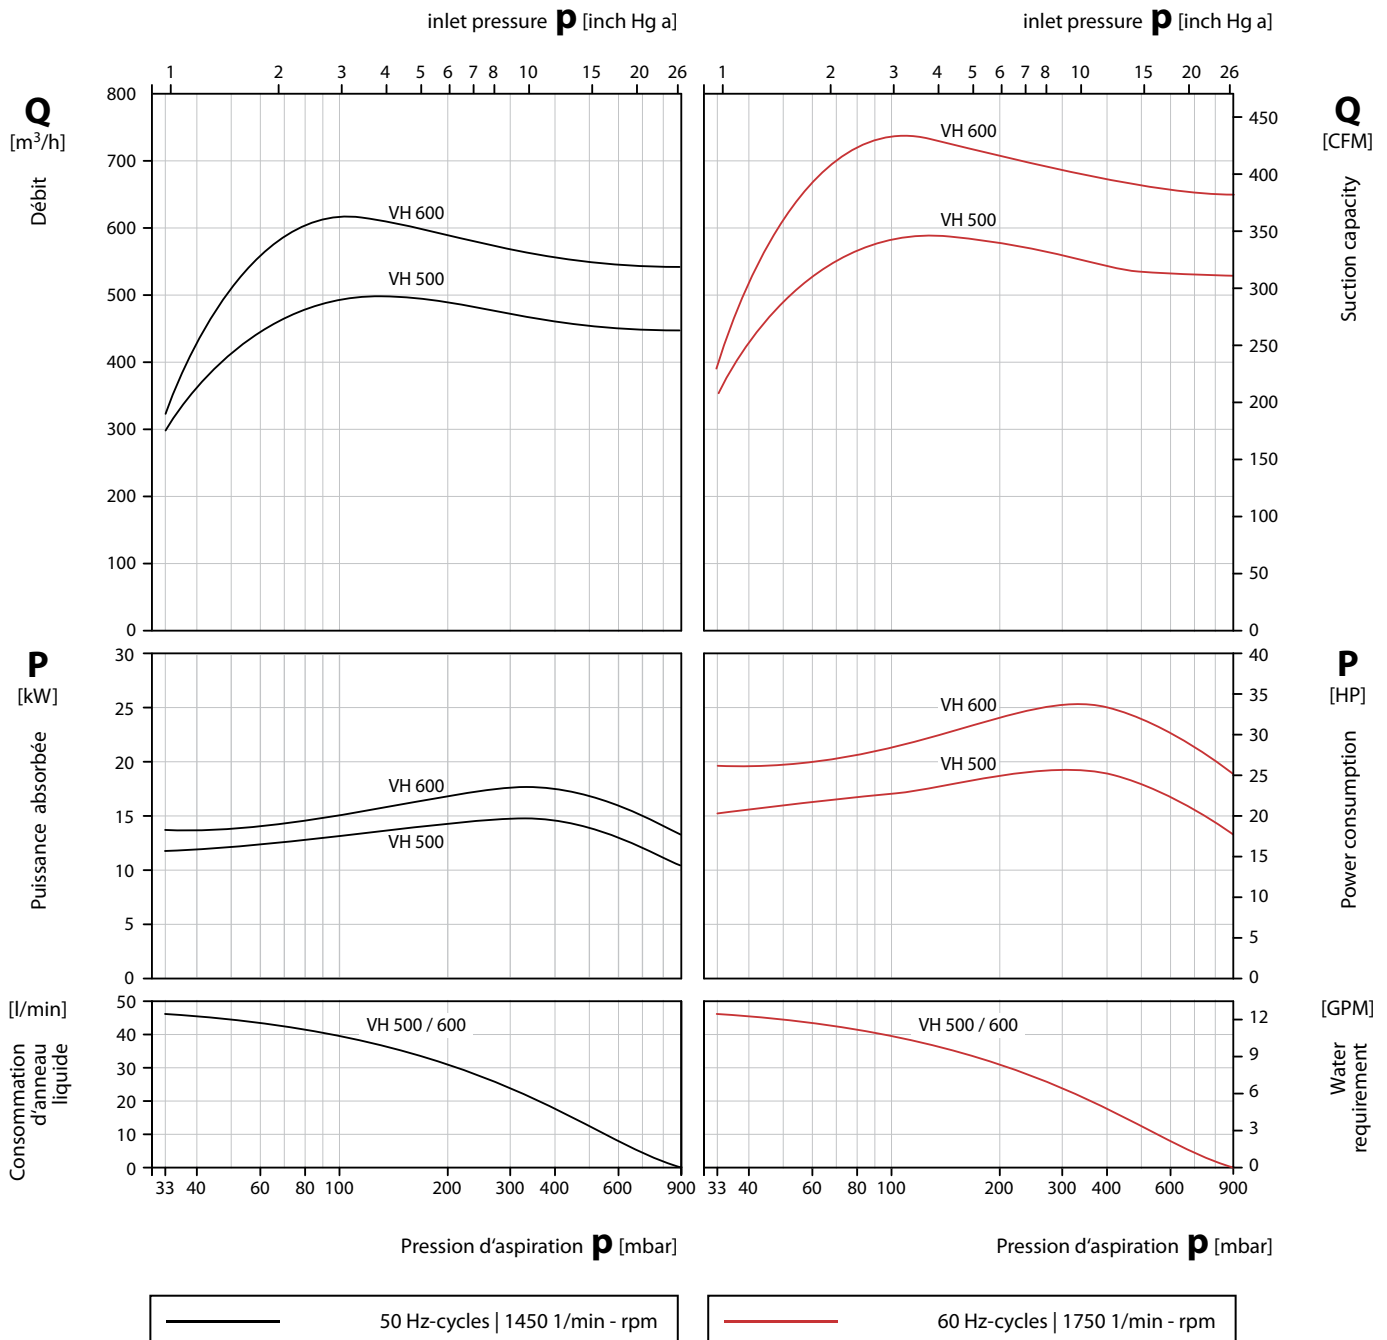 inlet pressure p [inch Hg a]
inlet pressure p [inch Hg a]
1 2 3 4 5 6 7 8 10 15 20 26
1 2 3 4 5 6 7 8 10 15 20 26
Q
[m³/h]
Débit
800
700
600
500
400
300
200
100
0
VH 600
VH 500
VH 600
VH 500
450
400
350
300
250
200
150
100
50
0
Q
[CFM]
Suction capacity
P
[kW]
Puissance absorbée
30
25
20
15
10
5
0
VH 600
VH 500
VH 600
VH 500
40
35
30
25
20
15
10
5
0
P
[HP]
Power consumption
[l/min]
Consommation
d'anneau
liquide
50
40
30
20
10
0
VH 500 / 600
VH 500 / 600
12
9
6
3
0
[GPM]
Water
requirement
33 40 60 80 100 200 300 400 600 900
33 40 60 80 100 200 300 400 600 900
Pression d'aspiration p [mbar]
Pression d'aspiration p [mbar]
50 Hz-cycles | 1450 1/min - rpm
60 Hz-cycles | 1750 1/min - rpm